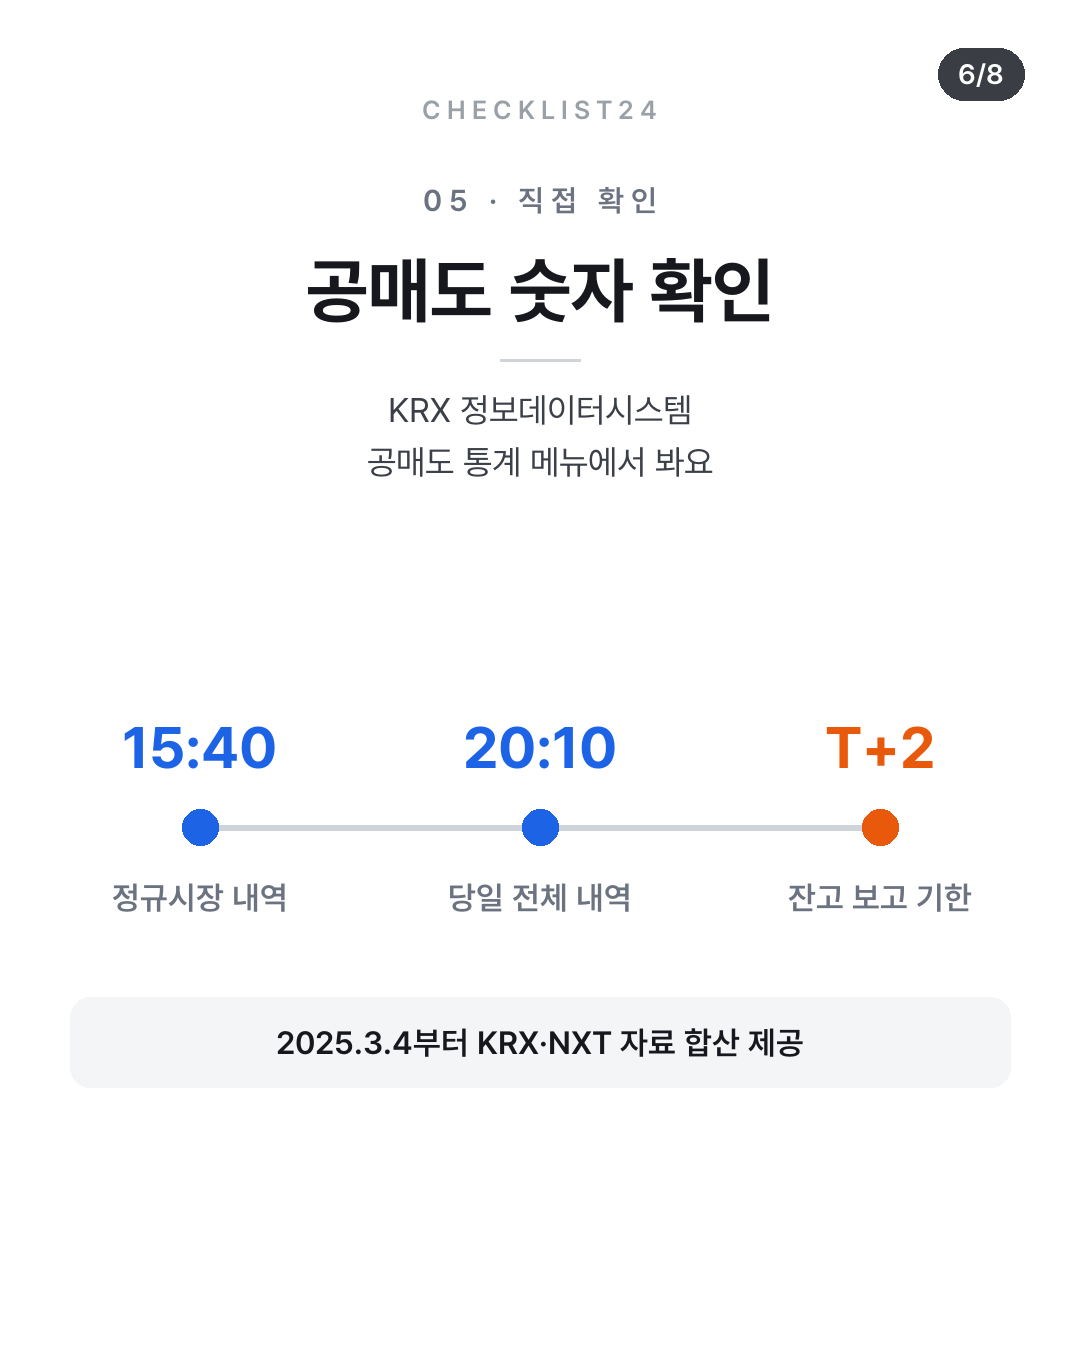 6/8
CHECKLIST24
05 · 직접 확인
공매도 숫자 확인
KRX 정보데이터시스템
공매도 통계 메뉴에서 봐요
15:40 20:10 T+2
정규시장 내역 당일 전체 내역 잔고 보고 기한
2025.3.4부터 KRX·NXT 자료 합산 제공